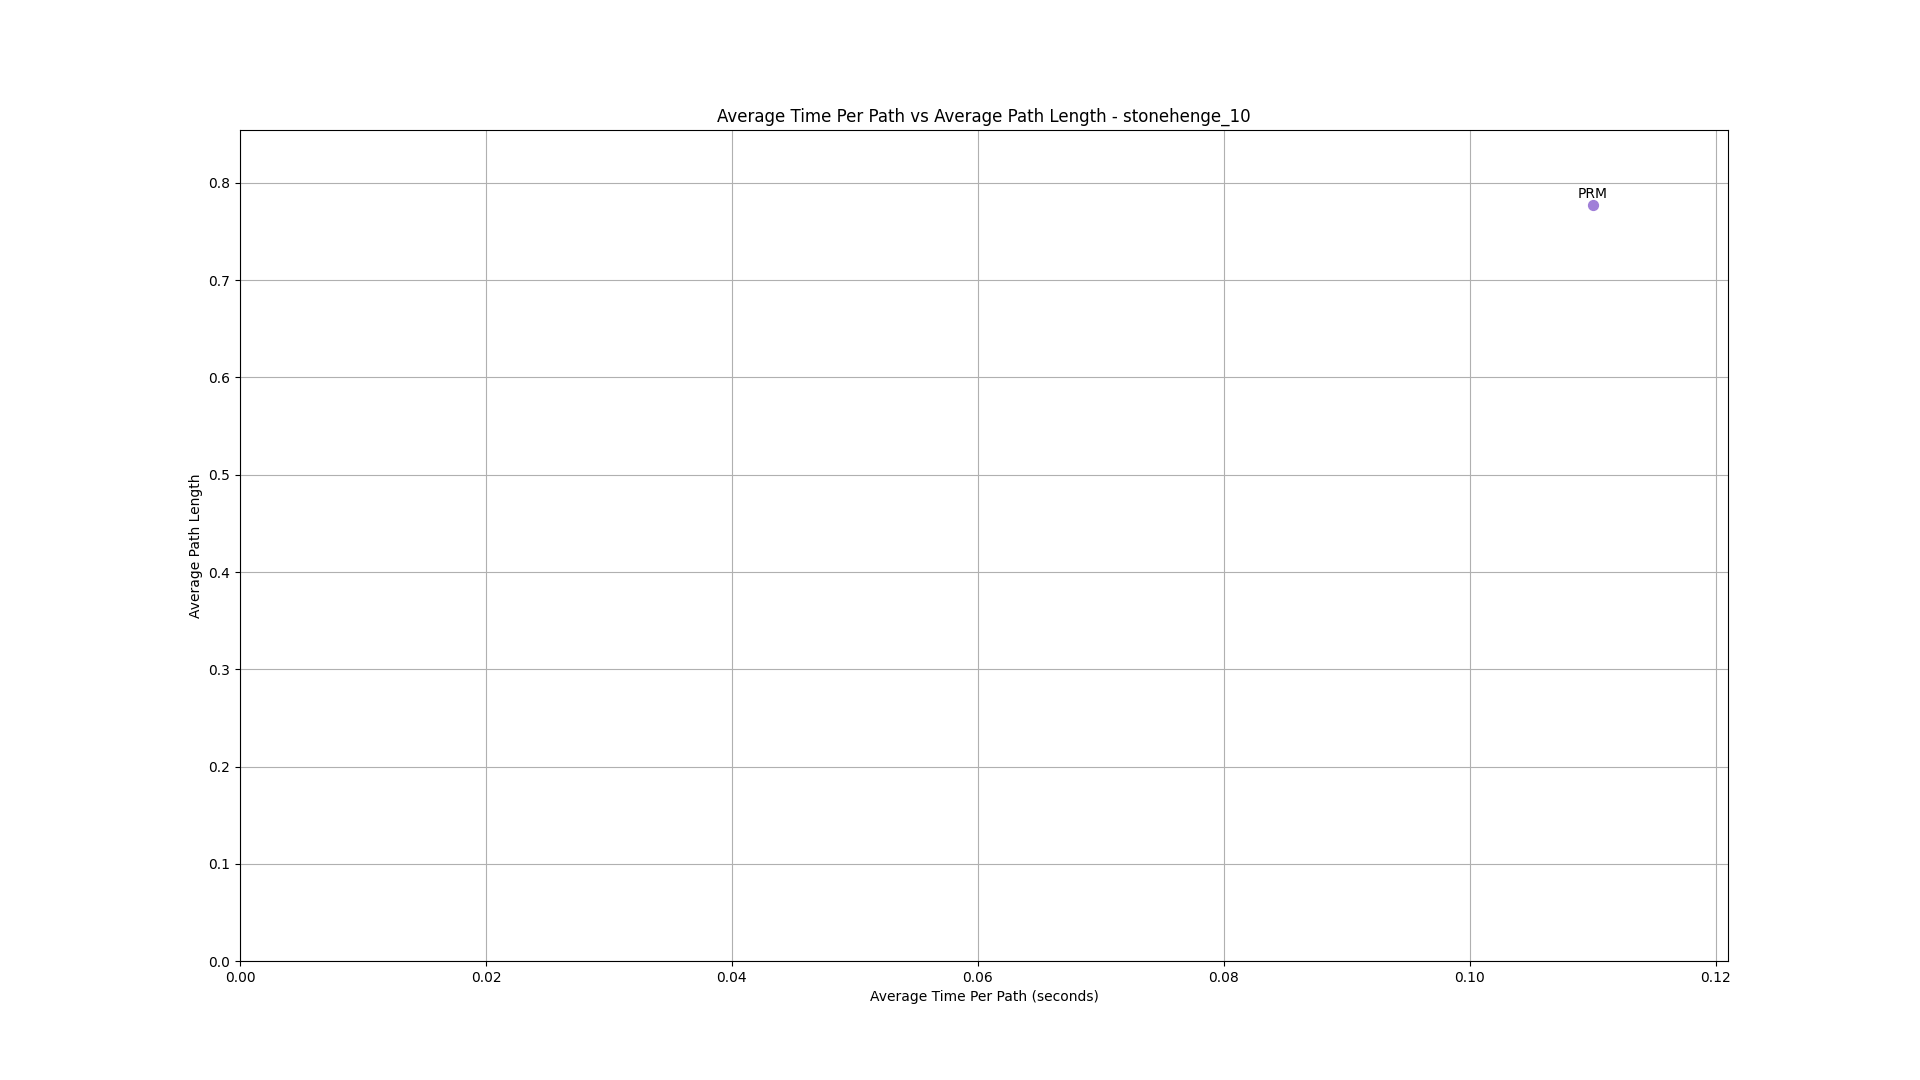 Average Time Per Path vs Average Path Length - stonehenge_10
0.8
PRM
0.7
0.6
0.5
Average Path Length
0.4
0.3
0.2
0.1
0.0
0.00 0.02 0.04 0.06 0.08 0.10 0.12
Average Time Per Path (seconds)